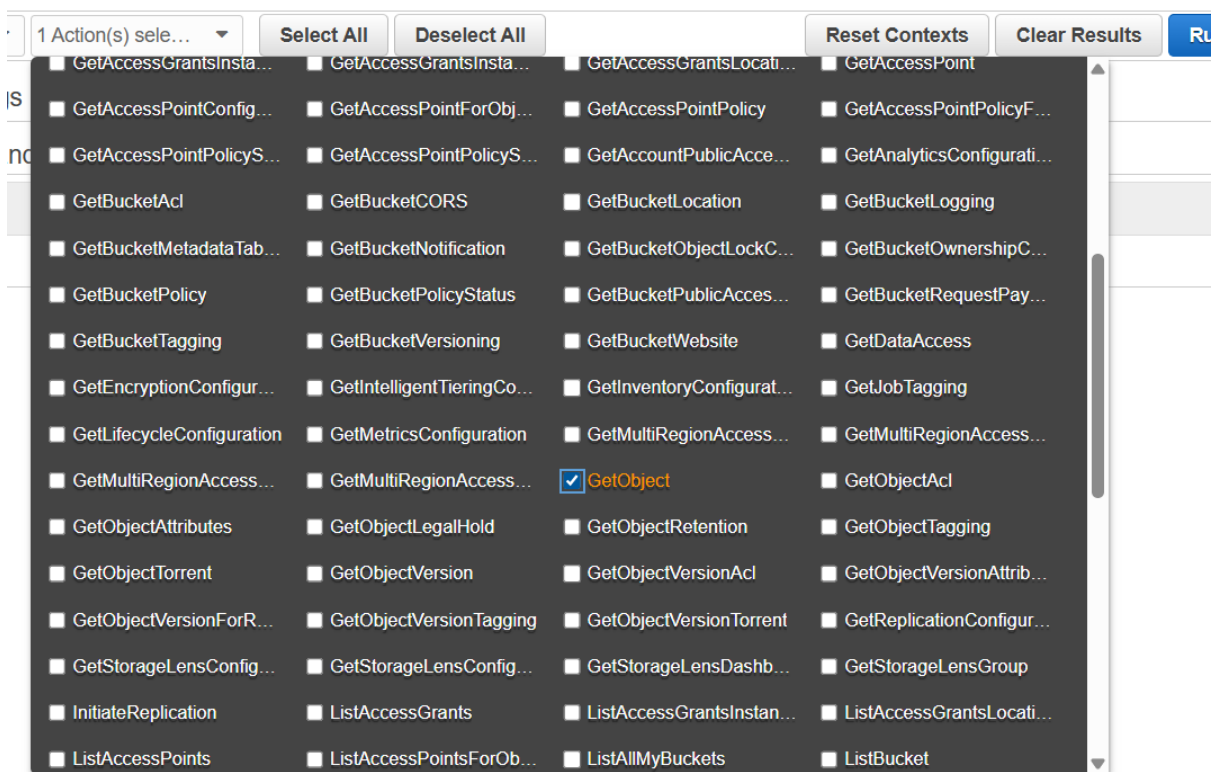 1 Action(s) sele... Select All Deselect All Reset Contexts Clear Results Ru
GetAccessGrantsInsta... GetAccessGrantsInsta... GetAccessGrantsLocati... GetAccessPoint
gs
GetAccessPointConfig... GetAccessPointForObj... GetAccessPointPolicy GetAccessPointPolicyF...
nc
GetAccessPointPolicyS... GetAccessPointPolicyS... GetAccountPublicAcce... GetAnalyticsConfigurati...
GetBucketAcl GetBucketCORS GetBucketLocation GetBucketLogging
GetBucketMetadataTab... GetBucketNotification GetBucketObjectLockC... GetBucketOwnershipC...
GetBucketPolicy GetBucketPolicyStatus GetBucketPublicAcces... GetBucketRequestPay...
GetBucketTagging GetBucketVersioning GetBucketWebsite GetDataAccess
GetEncryptionConfigur... GetIntelligentTieringCo... GetInventoryConfigurat... GetJobTagging
GetLifecycleConfiguration GetMetricsConfiguration GetMultiRegionAccess... GetMultiRegionAccess...
GetMultiRegionAccess... GetMultiRegionAccess... GetObject GetObjectAcl
GetObjectAttributes GetObjectLegalHold GetObjectRetention GetObjectTagging
GetObjectTorrent GetObjectVersion GetObjectVersionAcl GetObjectVersionAttrib...
GetObjectVersionForR... GetObjectVersionTagging GetObjectVersionTorrent GetReplicationConfigur...
GetStorageLensConfig... GetStorageLensConfig... GetStorageLensDashb... GetStorageLensGroup
InitiateReplication ListAccessGrants ListAccessGrantsInstan... ListAccessGrantsLocati...
ListAccessPoints ListAccessPointsForOb... ListAllMyBuckets ListBucket